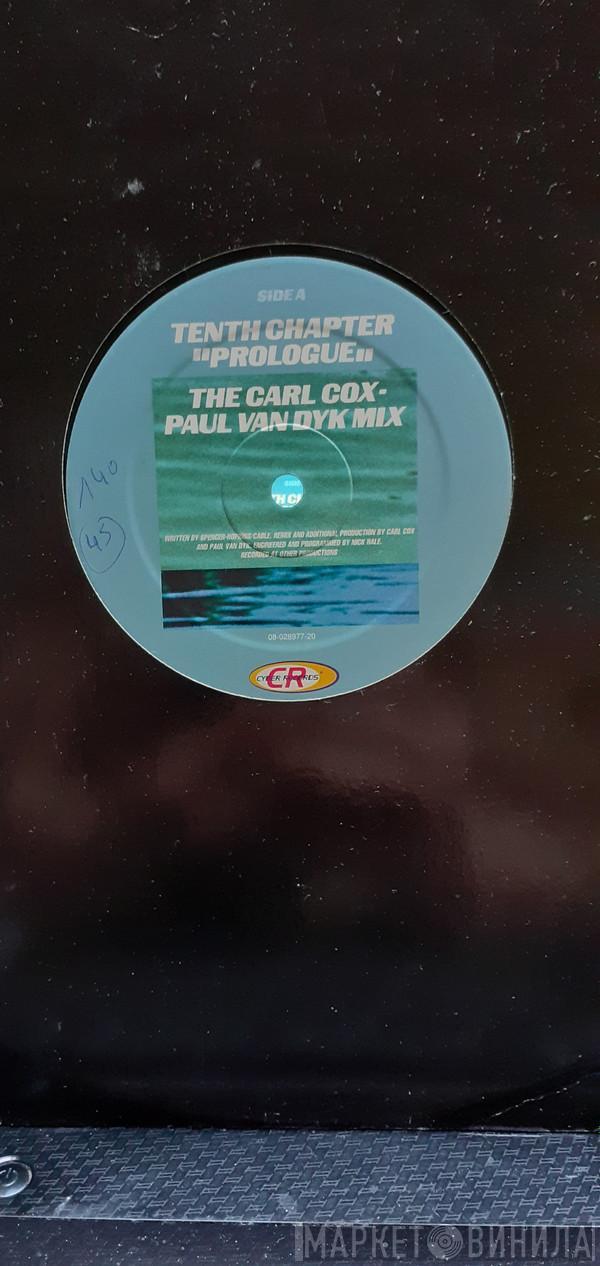 SIDE A
TENTH CHAPTER
"PROLOGUE"
THE CARL COX-
PAUL VAN DYK MIX
TH CH
140
45
WRITTEN BY SPENCER-HOPKINS-CABLE. REMIX AND ADDITIONAL PRODUCTION BY CARL COX
AND PAUL VAN DYK. ENGINEERED AND PROGRAMMED BY NICK HALE.
RECORDED AT OTHER PRODUCTIONS
08-028977-20
CR
CYBER RECORDS
МАРКЕТ ВИНИЛА